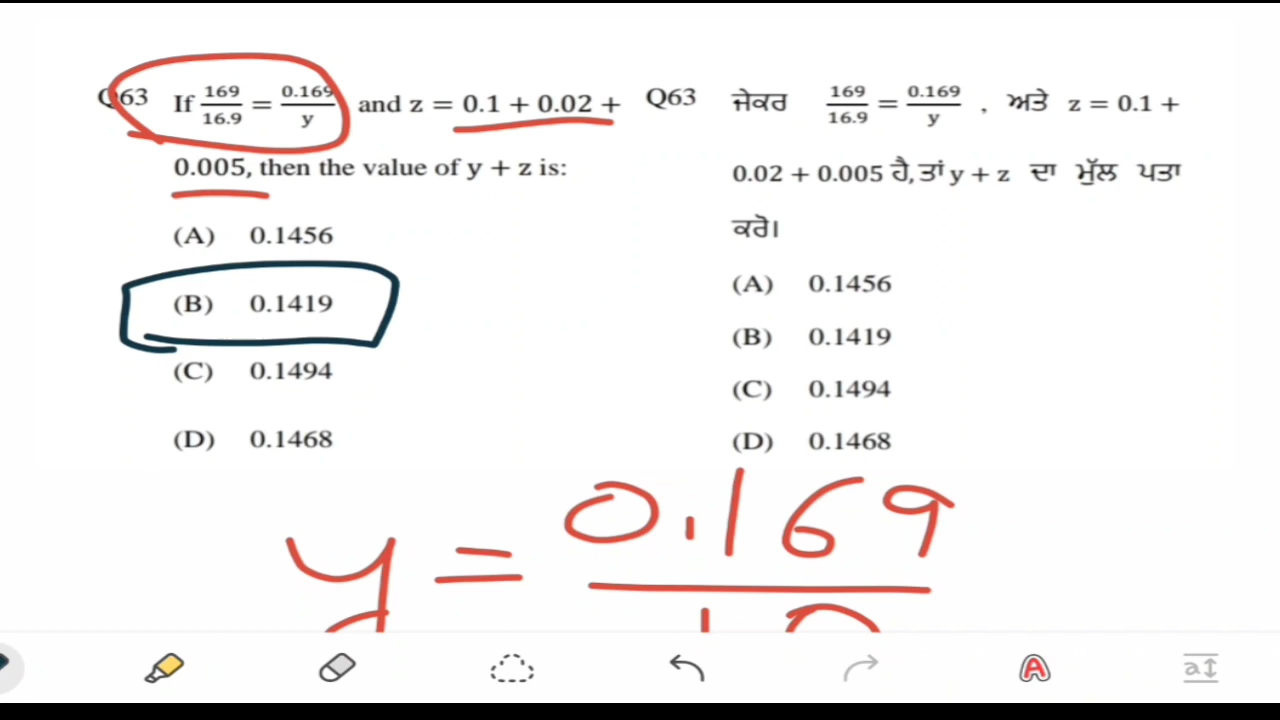 Q63 If 169/16.9 = 0.169/y and z = 0.1 + 0.02 +
0.005, then the value of y + z is:
(A) 0.1456
(B) 0.1419
(C) 0.1494
(D) 0.1468
Q63 ਜੇਕਰ 169/16.9 = 0.169/y , ਅਤੇ z = 0.1 +
0.02 + 0.005 ਹੈ, ਤਾਂ y + z ਦਾ ਮੁੱਲ ਪਤਾ
ਕਰੋ।
(A) 0.1456
(B) 0.1419
(C) 0.1494
(D) 0.1468
y = 0.169/10
A
a